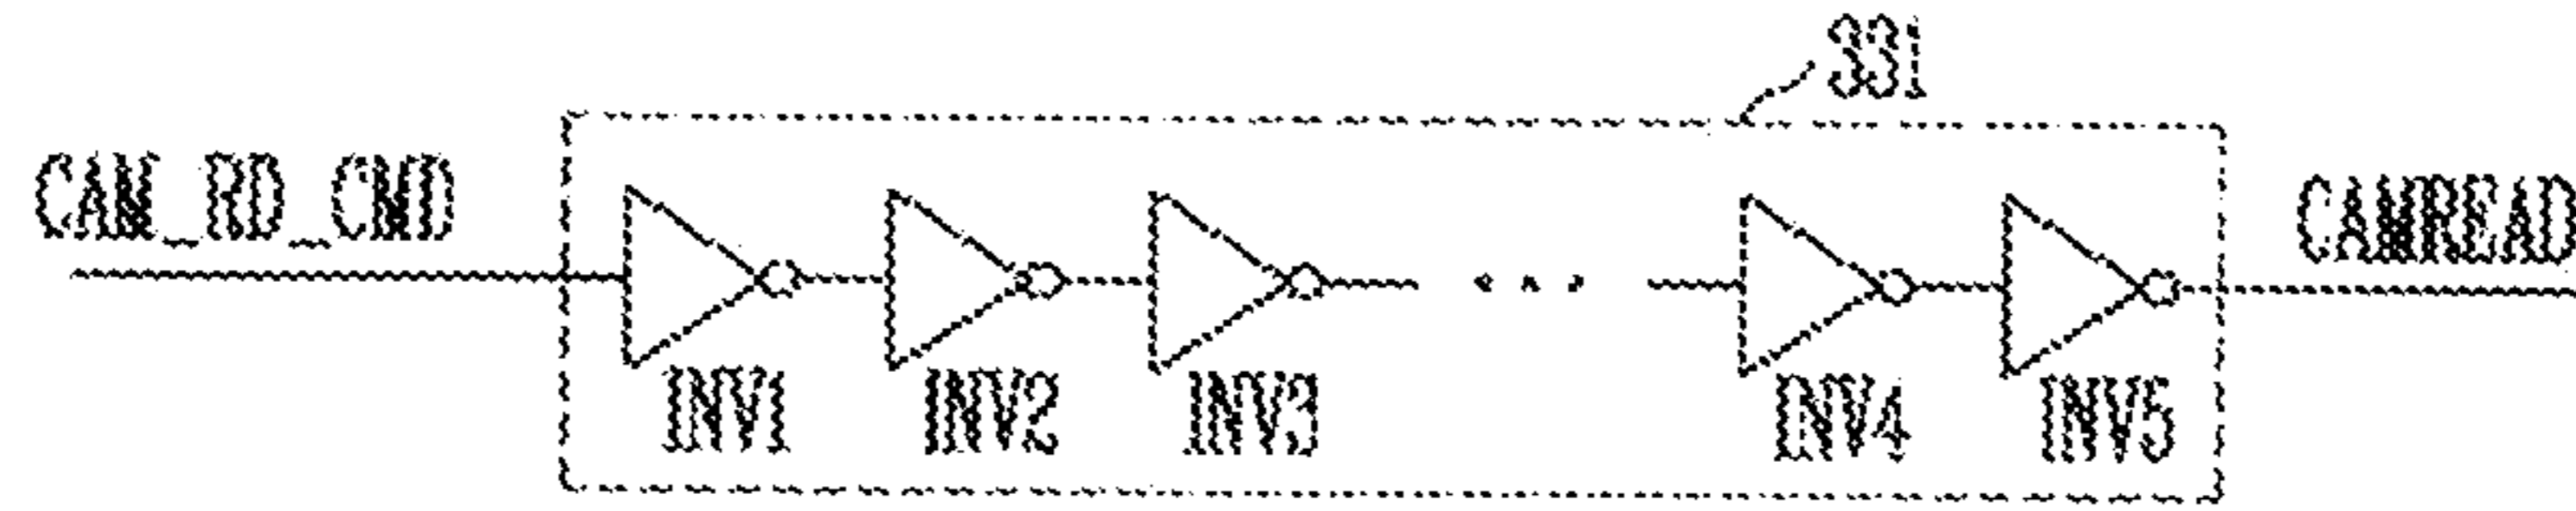 331
CAM_RD_CMD
CAMREAD
INV1 INV2 INV3 INV4 INV5